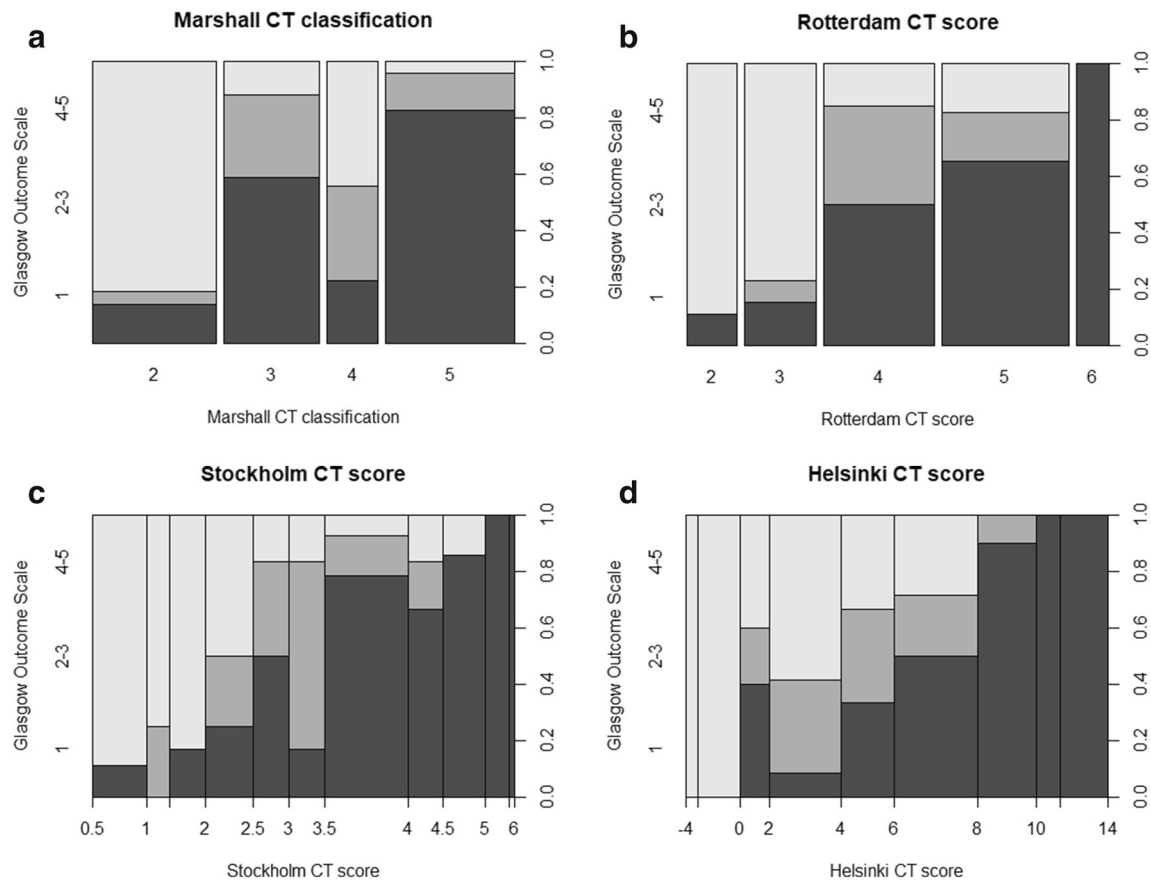 a
Marshall CT classification
Glasgow Outcome Scale
4-5
2-3
1
1.0
0.8
0.6
0.4
0.2
0.0
2 3 4 5
Marshall CT classification
b
Rotterdam CT score
Glasgow Outcome Scale
4-5
2-3
1
1.0
0.8
0.6
0.4
0.2
0.0
2 3 4 5 6
Rotterdam CT score
c
Stockholm CT score
Glasgow Outcome Scale
4-5
2-3
1
1.0
0.8
0.6
0.4
0.2
0.0
0.5 1 2 2.5 3 3.5 4 4.5 5 6
Stockholm CT score
d
Helsinki CT score
Glasgow Outcome Scale
4-5
2-3
1
1.0
0.8
0.6
0.4
0.2
0.0
-4 0 2 4 6 8 10 14
Helsinki CT score